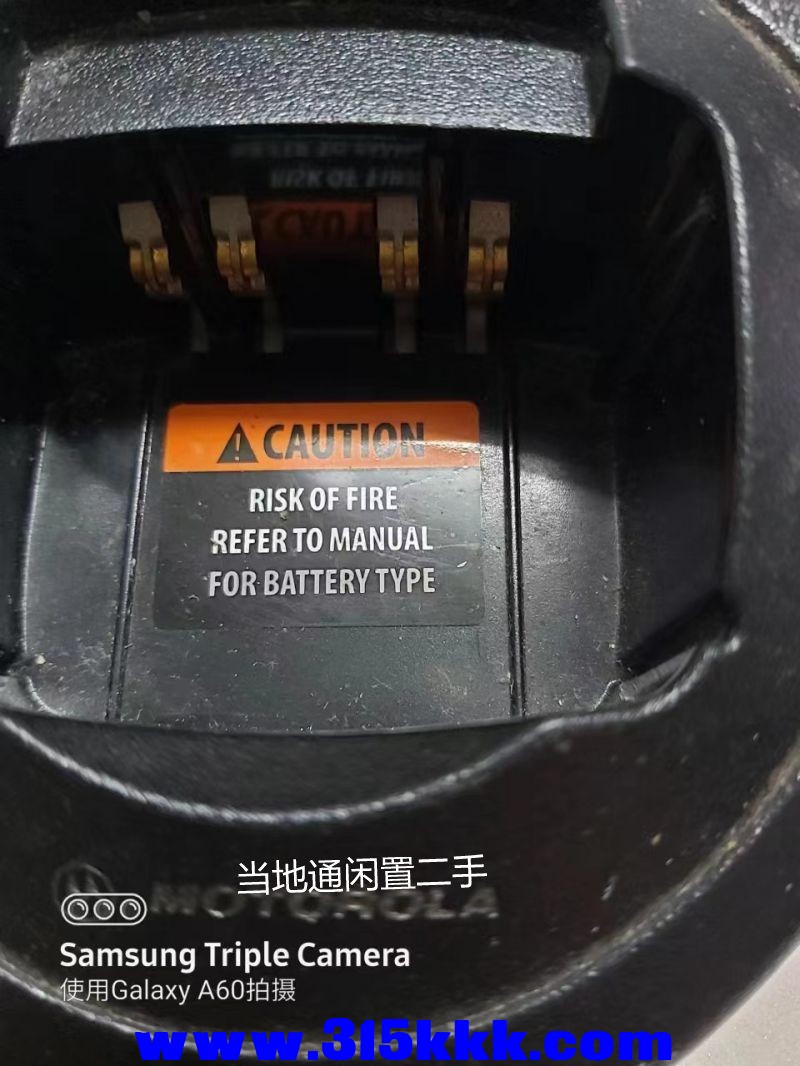 CAUTION
RISK OF FIRE
REFER TO MANUAL
FOR BATTERY TYPE
当地通闲置二手
MOTOROLA
Samsung Triple Camera
使用Galaxy A60拍摄
www.315kkk.com